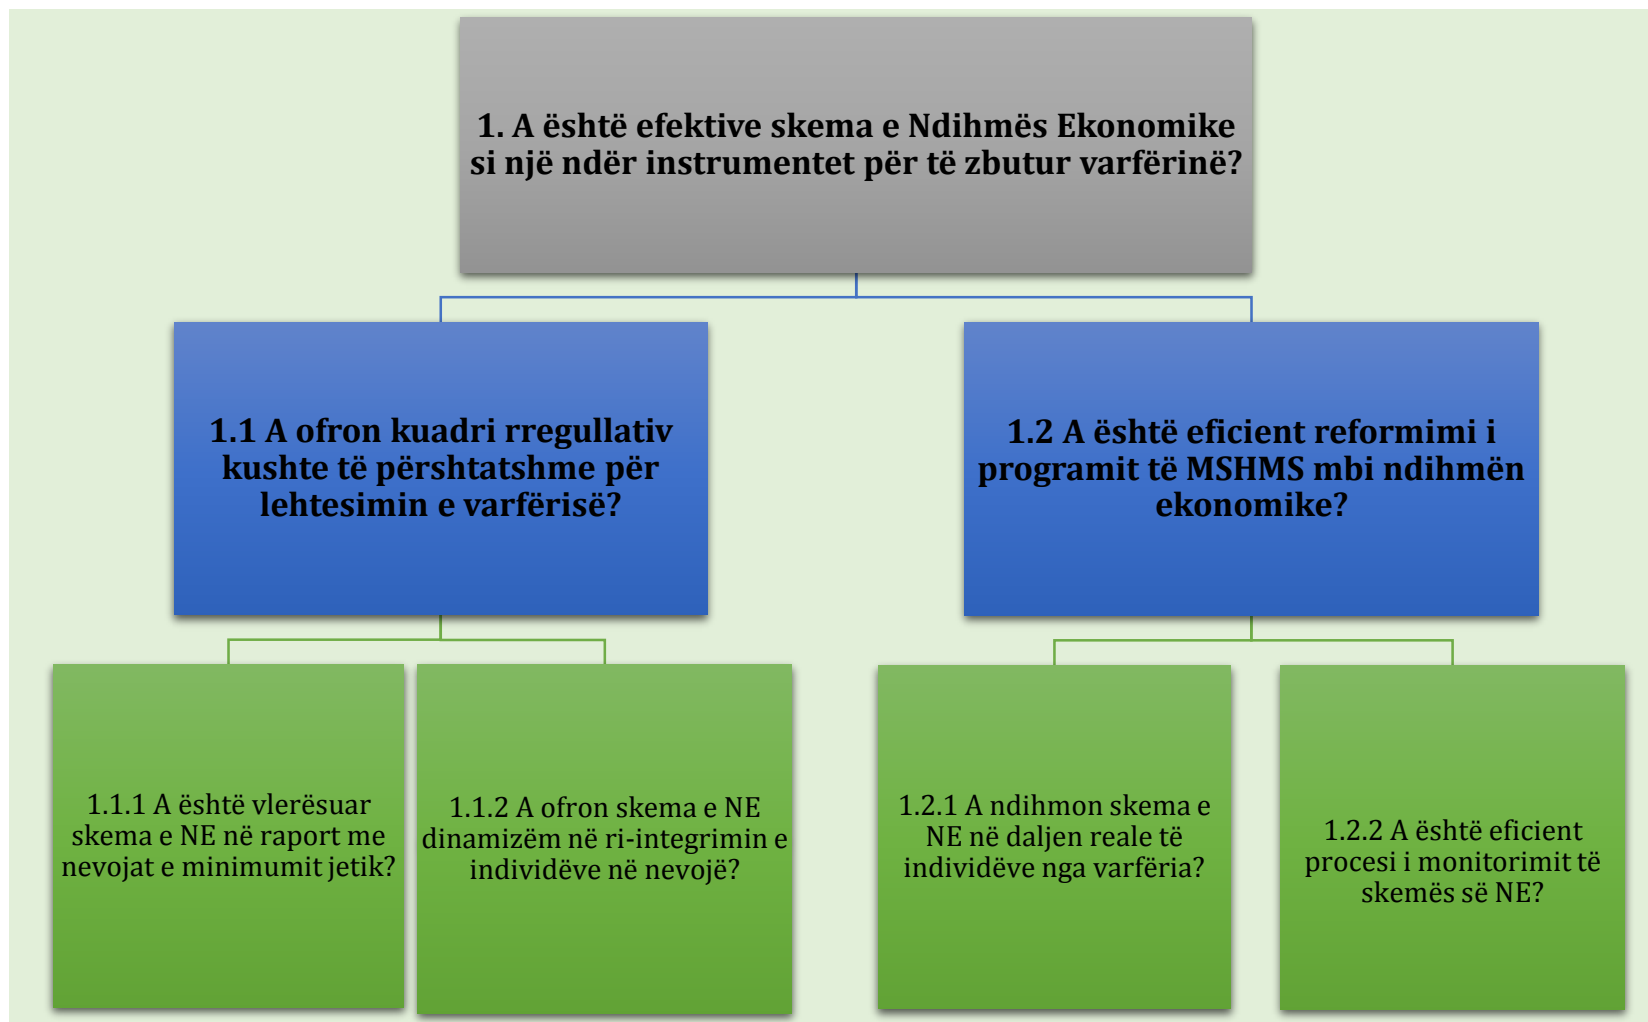 1. A është efektive skema e Ndihmës Ekonomike
si një ndër instrumentet për të zbutur varfërinë?
1.1 A ofron kuadri rregullativ
kushte të përshtatshme për
lehtesimin e varfërisë?
1.2 A është eficient reformimi i
programit të MSHMS mbi ndihmën
ekonomike?
1.1.1 A është vlerësuar
skema e NE në raport me
nevojat e minimumit jetik?
1.1.2 A ofron skema e NE
dinamizëm në ri-integrimin e
individëve në nevojë?
1.2.1 A ndihmon skema e
NE në daljen reale të
individëve nga varfëria?
1.2.2 A është eficient
procesi i monitorimit të
skemës së NE?